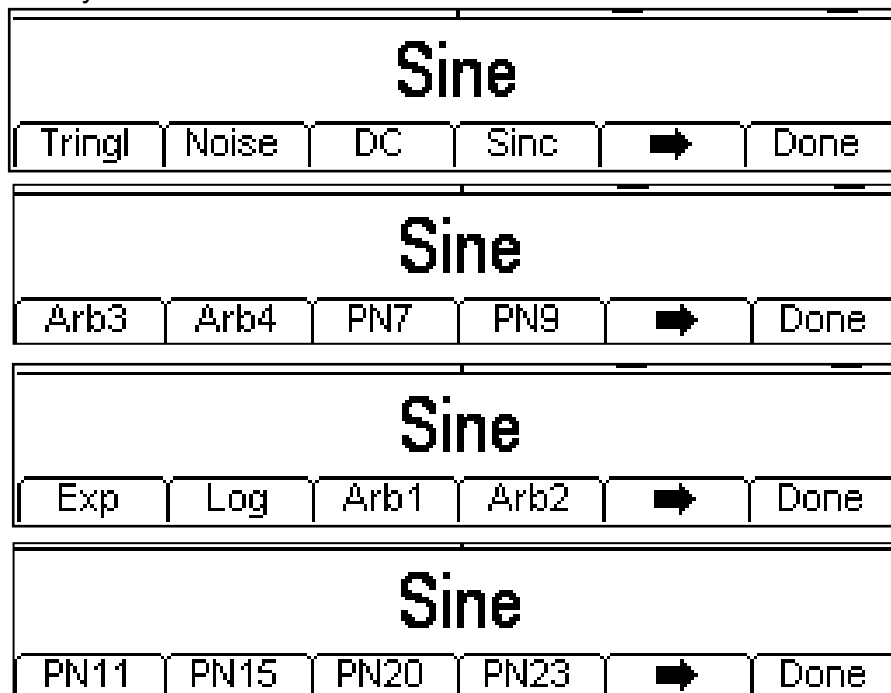 Sine
Tringl Noise DC Sinc Done
Sine
Arb3 Arb4 PN7 PN9 Done
Sine
Exp Log Arb1 Arb2 Done
Sine
PN11 PN15 PN20 PN23 Done